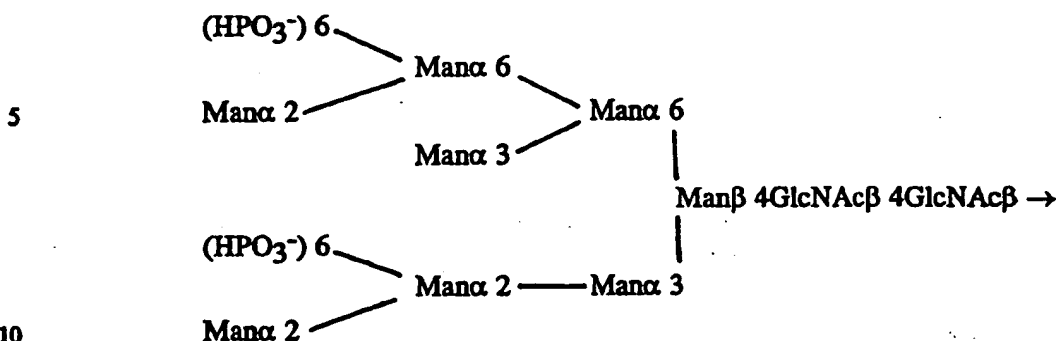 (HPO3⁻) 6
Manα 6
5 Manα 2 Manα 6
Manα 3
Manβ 4GlcNAcβ 4GlcNAcβ →
(HPO3⁻) 6
Manα 2 Manα 3
10 Manα 2